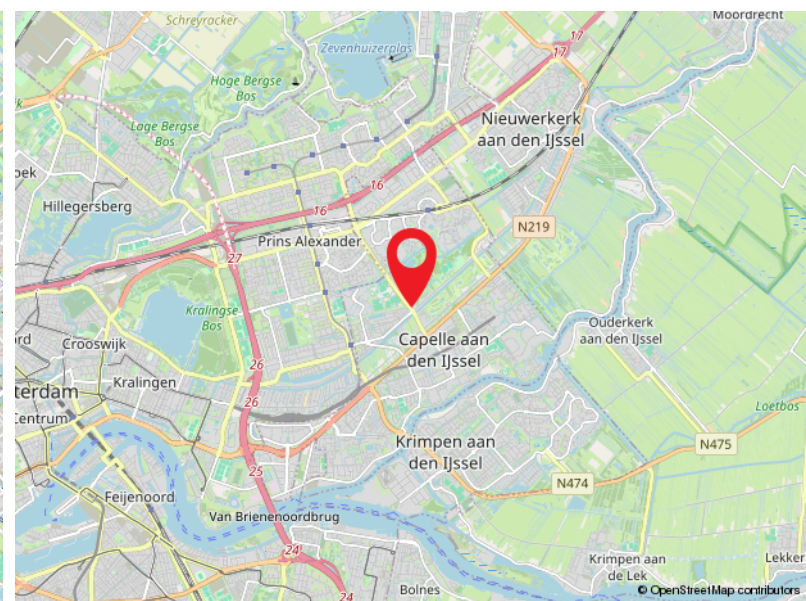 Schreyracker
Moordrecht
Zevenhuizerplas
17
17
Hoge Bergse
Bos
Nieuwerkerk
aan den IJssel
Lage Bergse
Bos
oek
16
Hillegersberg
16
N219
Prins Alexander
27
Kralingse
Bos
Ouderkerk
aan den IJssel
ord
Crooswijk
Capelle aan
den IJssel
26
Kralingen
terdam
26
Loetbos
Centrum
Krimpen aan
den IJssel
N475
25
N474
Feijenoord
Van Brienenoordbrug
24
Krimpen aan
de Lek
Lekker
24
Bolnes
© OpenStreetMap contributors